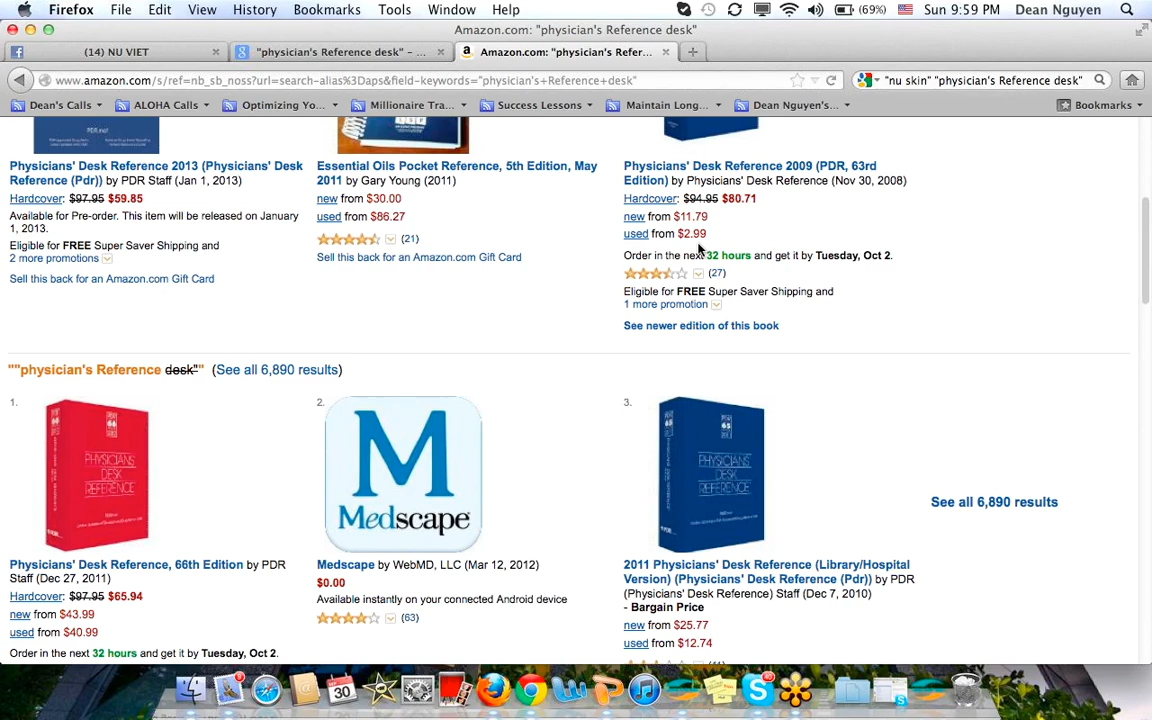 Firefox File Edit View History Bookmarks Tools Window Help (69%) Sun 9:59 PM Dean Nguyen
Amazon.com: "physician's Reference desk"
(14) NU VIET × "physician's Reference desk" – ... × Amazon.com: "physician's Refer... × +
www.amazon.com/s/ref=nb_sb_noss?url=search-alias%3Daps&field-keywords="physician's+Reference+desk" "nu skin" "physician's Reference desk"
Dean's Calls ALOHA Calls Optimizing Yo... Millionaire Tra... Success Lessons Maintain Long... Dean Nguyen's... Bookmarks
Physicians' Desk Reference 2013 (Physicians' Desk
Reference (Pdr)) by PDR Staff (Jan 1, 2013)
Hardcover: $97.95 $59.85
Available for Pre-order. This item will be released on January
1, 2013.
Eligible for FREE Super Saver Shipping and
2 more promotions
Sell this back for an Amazon.com Gift Card
Essential Oils Pocket Reference, 5th Edition, May
2011 by Gary Young (2011)
new from $30.00
used from $86.27
(21)
Sell this back for an Amazon.com Gift Card
Physicians' Desk Reference 2009 (PDR, 63rd
Edition) by Physicians' Desk Reference (Nov 30, 2008)
Hardcover: $94.95 $80.71
new from $11.79
used from $2.99
Order in the next 32 hours and get it by Tuesday, Oct 2.
(27)
Eligible for FREE Super Saver Shipping and
1 more promotion
See newer edition of this book
""physician's Reference desk"" (See all 6,890 results)
1.
PHYSICIANS'
DESK
REFERENCE
Physicians' Desk Reference, 66th Edition by PDR
Staff (Dec 27, 2011)
Hardcover: $97.95 $65.94
new from $43.99
used from $40.99
Order in the next 32 hours and get it by Tuesday, Oct 2.
2.
M
Medscape
Medscape by WebMD, LLC (Mar 12, 2012)
$0.00
Available instantly on your connected Android device
(63)
3.
PHYSICIANS'
DESK
REFERENCE
2011 Physicians' Desk Reference (Library/Hospital
Version) (Physicians' Desk Reference (Pdr)) by PDR
(Physicians' Desk Reference) Staff (Dec 7, 2010)
- Bargain Price
new from $25.77
used from $12.74
See all 6,890 results
30